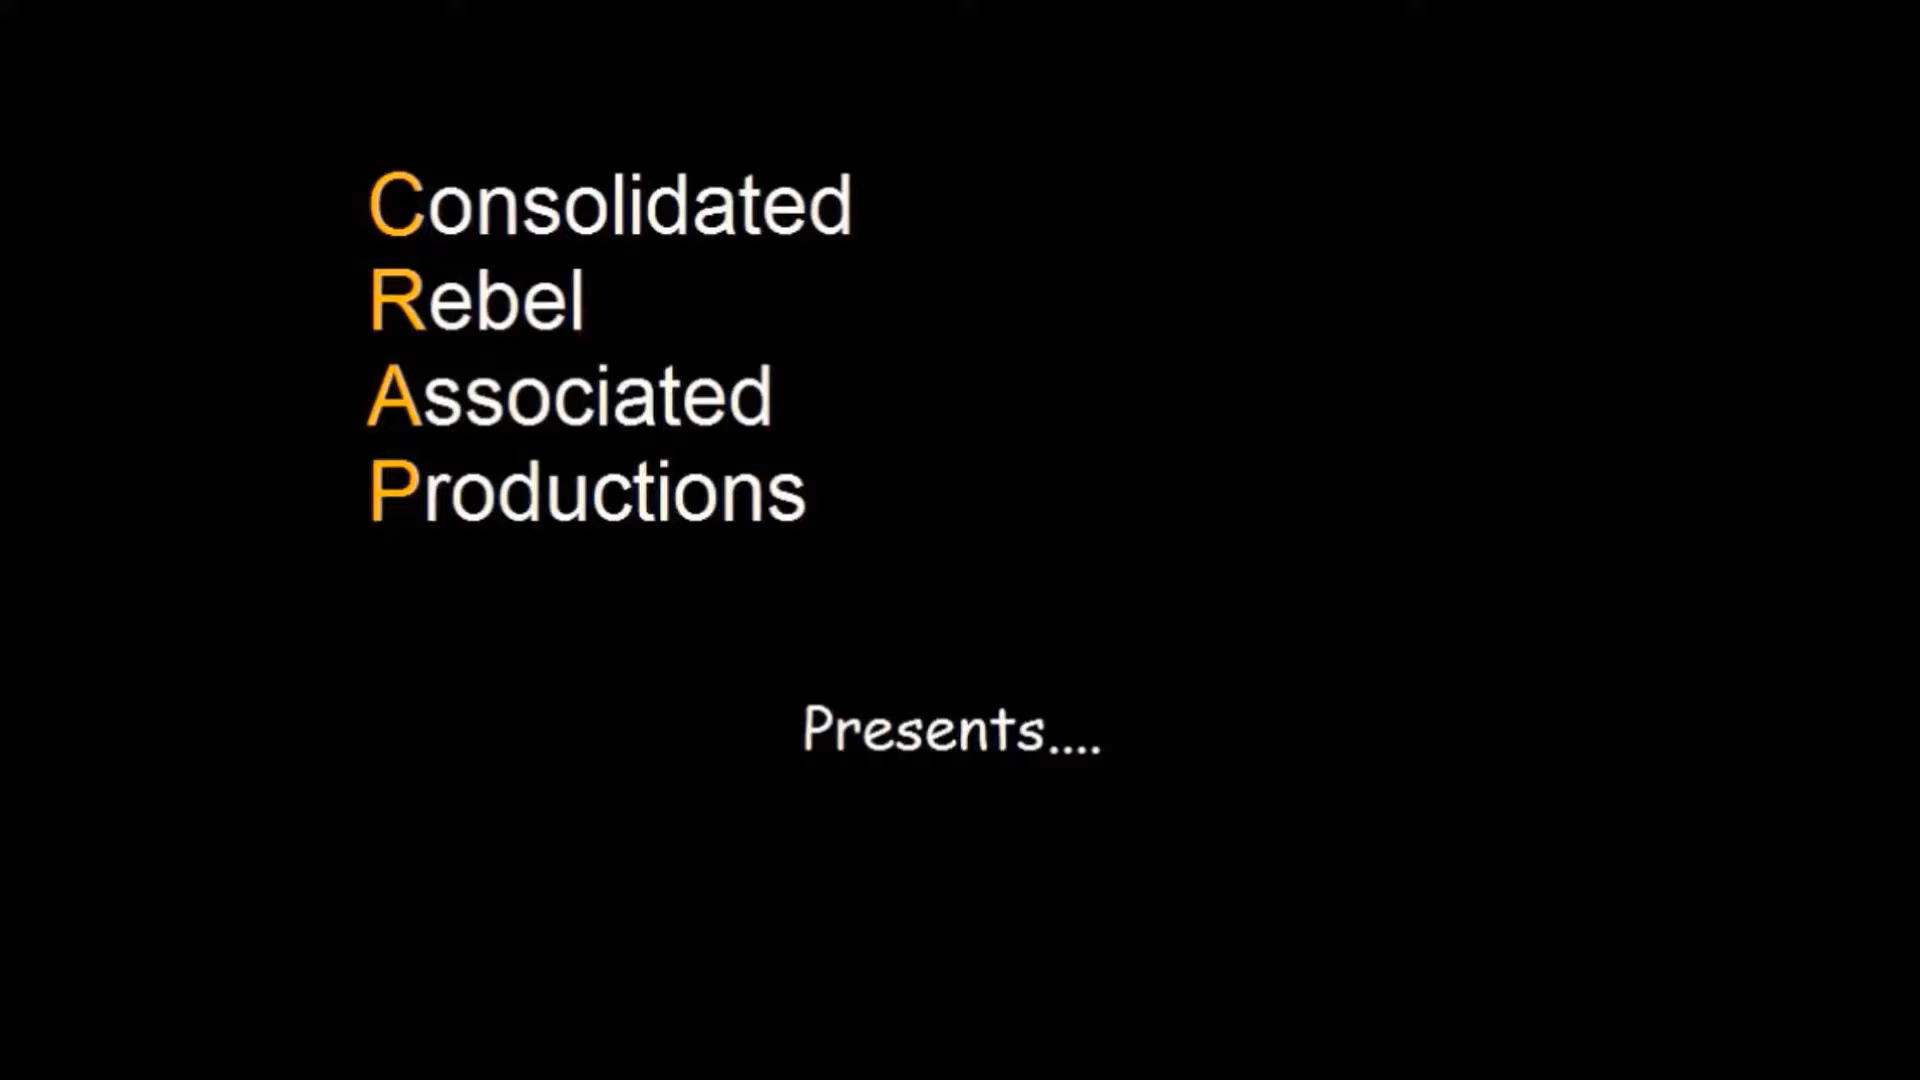 Consolidated
Rebel
Associated
Productions
Presents....